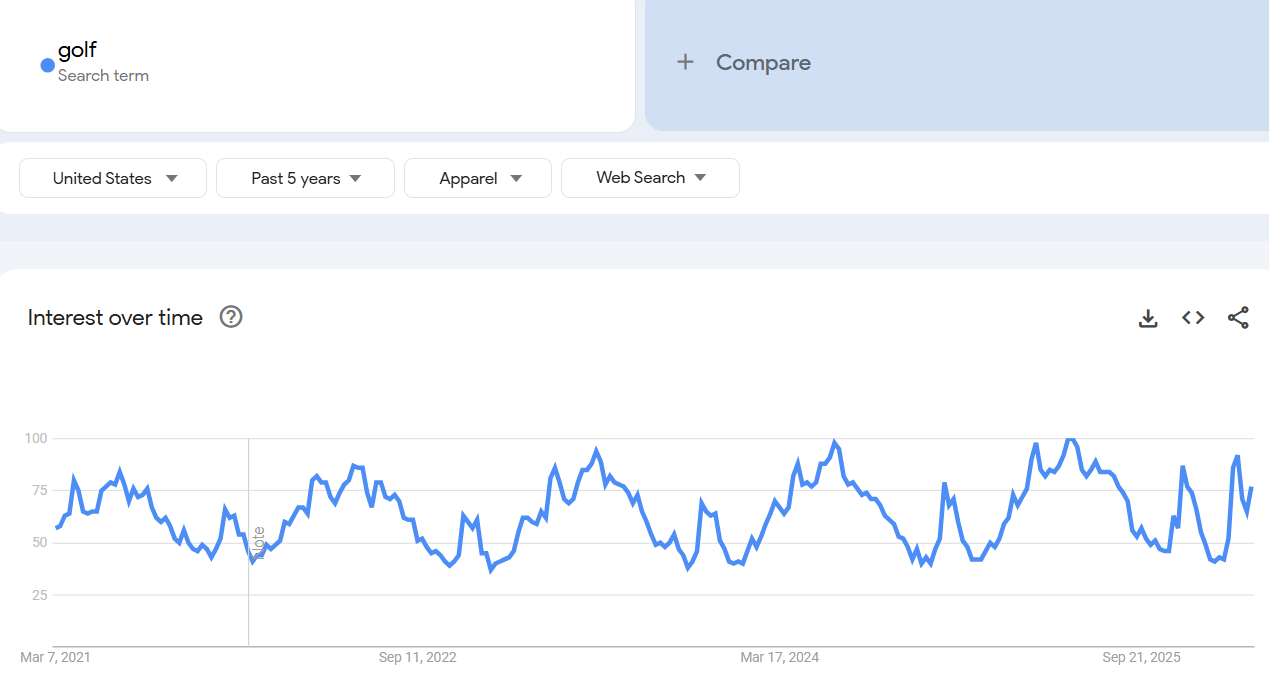 golf
Search term
+ Compare
United States
Past 5 years
Apparel
Web Search
Interest over time
100
75
50
25
Note
Mar 7, 2021
Sep 11, 2022
Mar 17, 2024
Sep 21, 2025